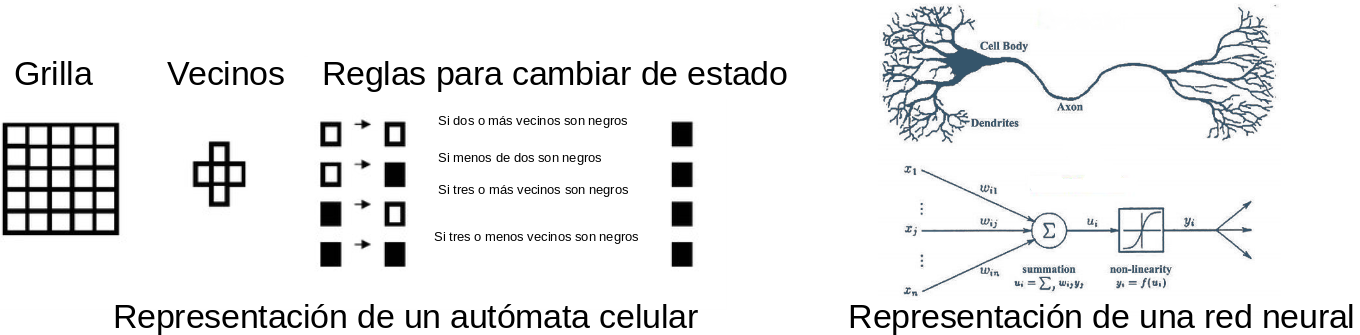 Grilla
Vecinos
Reglas para cambiar de estado
Si dos o más vecinos son negros
Si menos de dos son negros
Si tres o más vecinos son negros
Si tres o menos vecinos son negros
Representación de un autómata celular
Cell Body
Axon
Dendrites
x1
wi1
⋮
xj
wij
Σ
ui
yi
⋮
win
xn
summation
ui = Σj wijyj
non-linearity
yi = f(ui)
Representación de una red neural